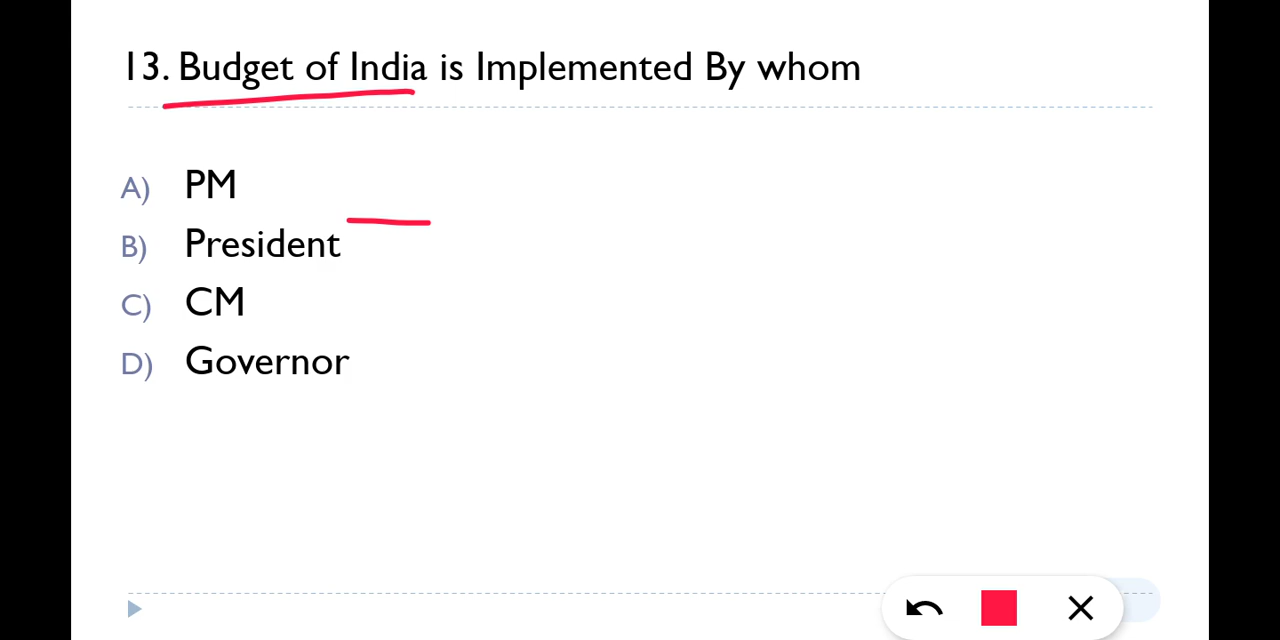 13. Budget of India is Implemented By whom
A) PM
B) President
C) CM
D) Governor